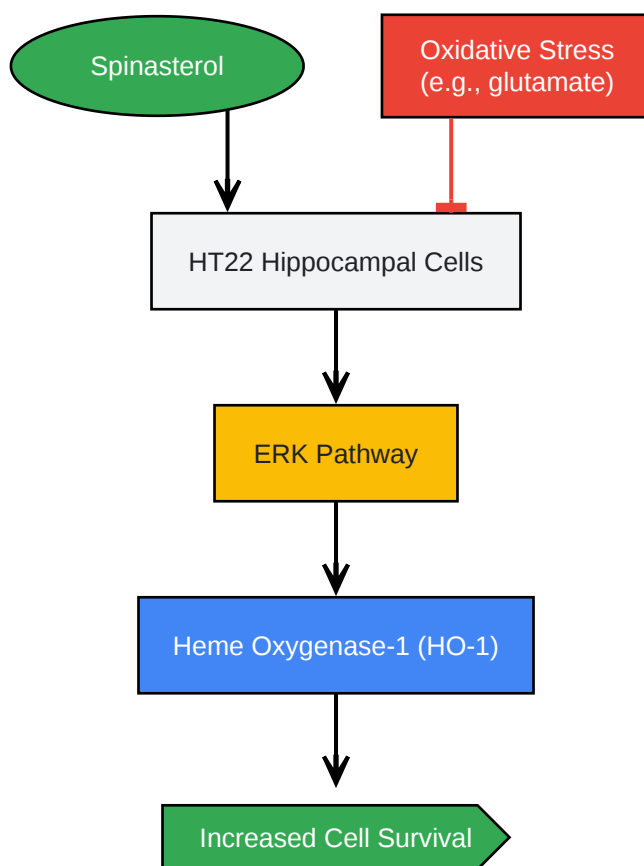 Spinasterol
Oxidative Stress
(e.g., glutamate)
HT22 Hippocampal Cells
ERK Pathway
Heme Oxygenase-1 (HO-1)
Increased Cell Survival